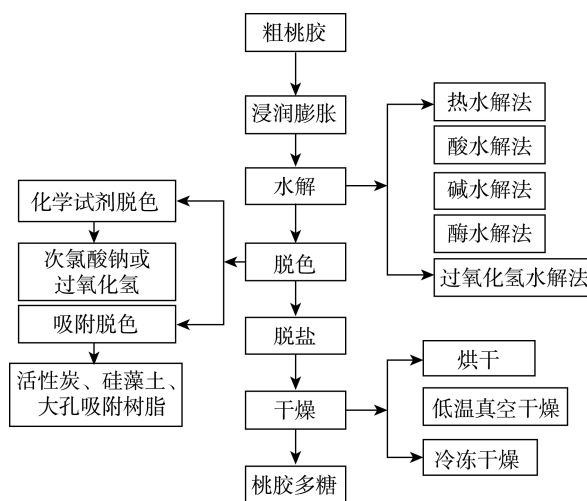 粗桃胶
浸润膨胀
热水解法
酸水解法
水解
碱水解法
化学试剂脱色
酶水解法
次氯酸钠或
过氧化氢
脱色
过氧化氢水解法
吸附脱色
脱盐
烘干
活性炭、硅藻土、
大孔吸附树脂
干燥
低温真空干燥
冷冻干燥
桃胶多糖